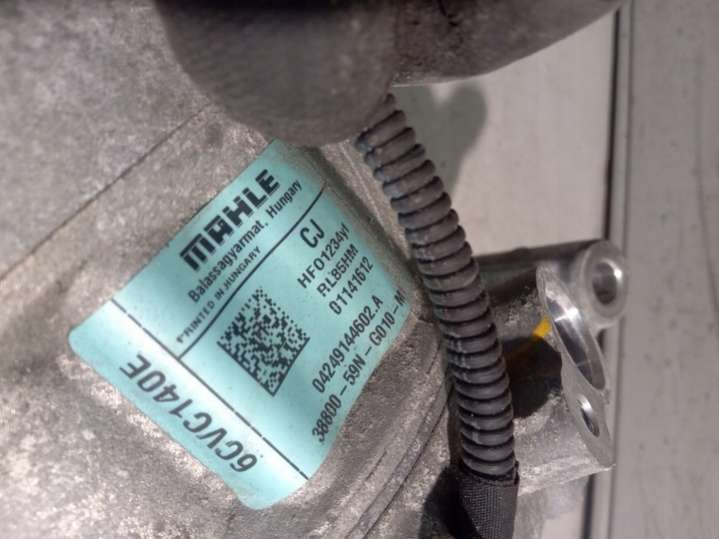 MAHLE
Balassagyarmat, Hungary
PRINTED IN HUNGARY
CJ
HFO1234yf
RL85HM
01141612
04249144602.A
38800-59N-G010-M
6CVC140E